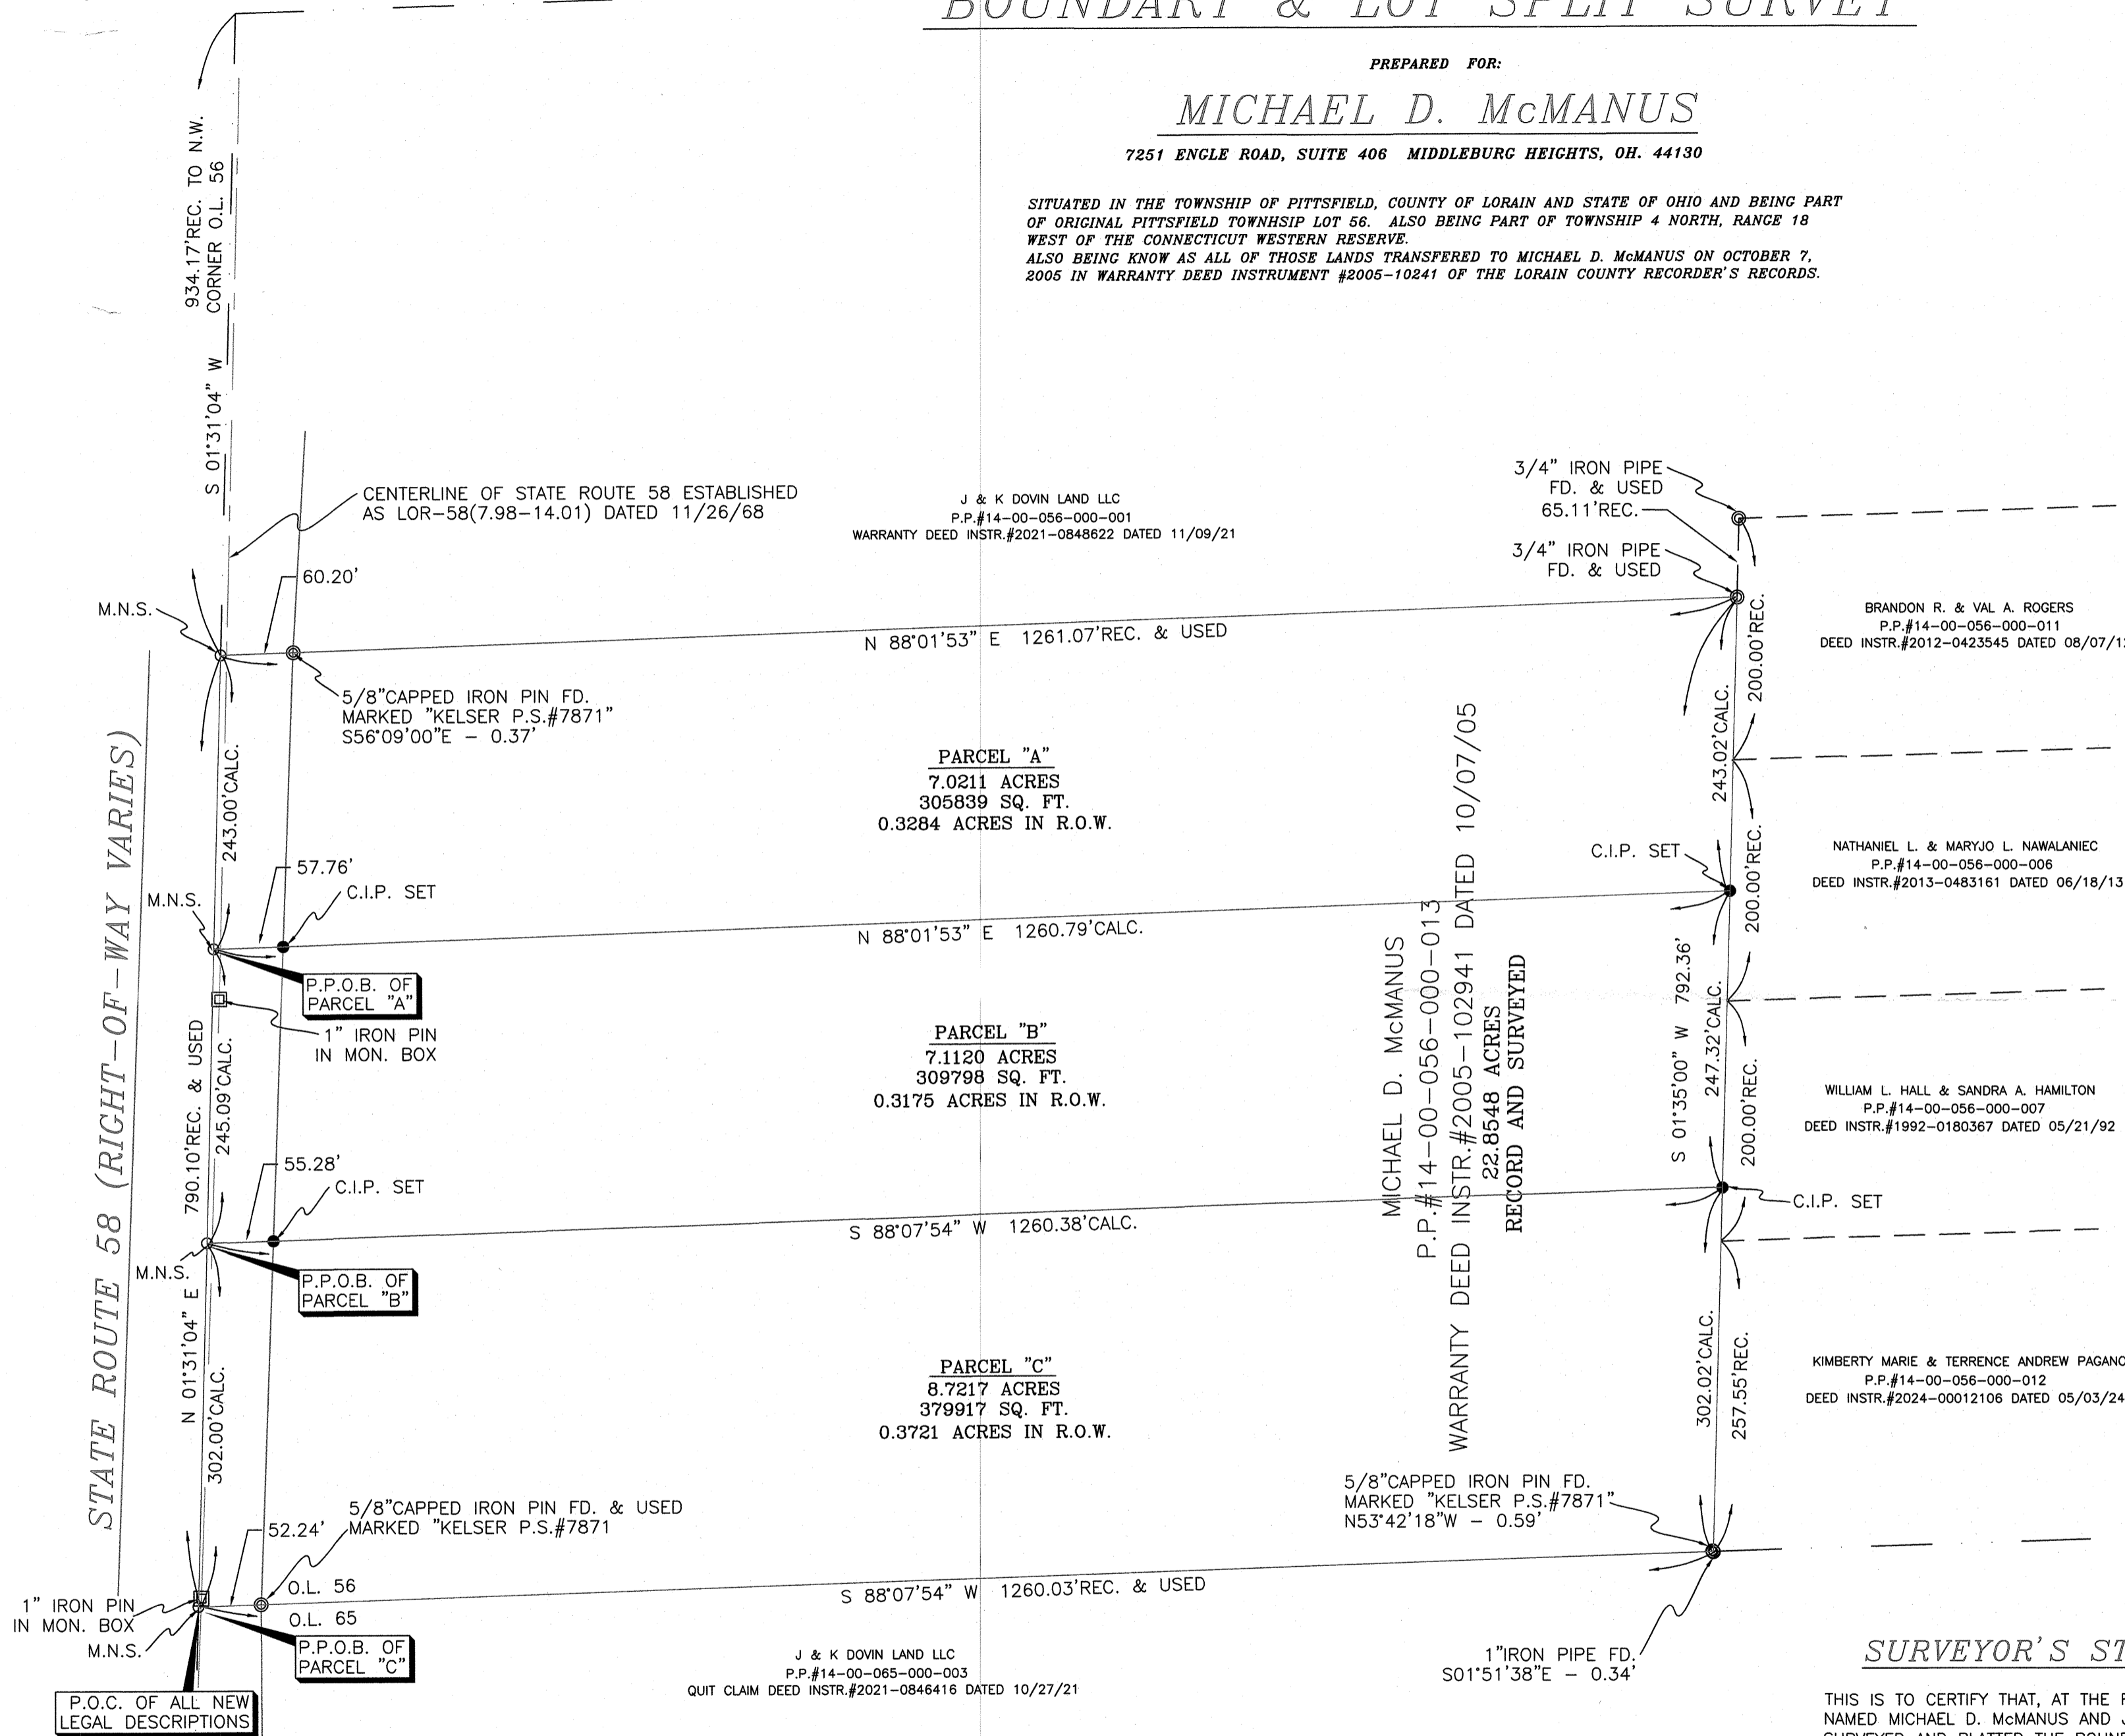 BOUNDARY & LOT SPLIT SURVEY
PREPARED FOR:
MICHAEL D. McMANUS
7251 ENGLE ROAD, SUITE 406 MIDDLEBURG HEIGHTS, OH. 44130
SITUATED IN THE TOWNSHIP OF PITTSFIELD, COUNTY OF LORAIN AND STATE OF OHIO AND BEING PART
OF ORIGINAL PITTSFIELD TOWNHSIP LOT 56. ALSO BEING PART OF TOWNSHIP 4 NORTH, RANGE 18
WEST OF THE CONNECTICUT WESTERN RESERVE.
ALSO BEING KNOW AS ALL OF THOSE LANDS TRANSFERED TO MICHAEL D. McMANUS ON OCTOBER 7,
2005 IN WARRANTY DEED INSTRUMENT #2005-10241 OF THE LORAIN COUNTY RECORDER'S RECORDS.
934.17'REC. TO N.W.
CORNER O.L. 56
S 01°31'04" W
CENTERLINE OF STATE ROUTE 58 ESTABLISHED
AS LOR-58(7.98-14.01) DATED 11/26/68
J & K DOVIN LAND LLC
P.P.#14-00-056-000-001
WARRANTY DEED INSTR.#2021-0848622 DATED 11/09/21
3/4" IRON PIPE
FD. & USED
65.11'REC.
3/4" IRON PIPE
FD. & USED
60.20'
M.N.S.
N 88°01'53" E 1261.07'REC. & USED
5/8"CAPPED IRON PIN FD.
MARKED "KELSER P.S.#7871"
S56°09'00"E - 0.37'
200.00'REC.
BRANDON R. & VAL A. ROGERS
P.P.#14-00-056-000-011
DEED INSTR.#2012-0423545 DATED 08/07/12
STATE ROUTE 58 (RIGHT-OF-WAY VARIES)
243.00'CALC.
PARCEL "A"
7.0211 ACRES
305839 SQ. FT.
0.3284 ACRES IN R.O.W.
243.02'CALC.
57.76'
C.I.P. SET
M.N.S.
C.I.P. SET
200.00'REC.
NATHANIEL L. & MARYJO L. NAWALANIEC
P.P.#14-00-056-000-006
DEED INSTR.#2013-0483161 DATED 06/18/13
N 88°01'53" E 1260.79'CALC.
P.P.O.B. OF
PARCEL "A"
1" IRON PIN
IN MON. BOX
790.10'REC. & USED
245.09'CALC.
PARCEL "B"
7.1120 ACRES
309798 SQ. FT.
0.3175 ACRES IN R.O.W.
MICHAEL D. McMANUS
P.P.#14-00-056-000-013
WARRANTY DEED INSTR.#2005-102941 DATED 10/07/05
22.8548 ACRES
RECORD AND SURVEYED
S 01°35'00" W 792.36'
247.32'CALC.
200.00'REC.
WILLIAM L. HALL & SANDRA A. HAMILTON
P.P.#14-00-056-000-007
DEED INSTR.#1992-0180367 DATED 05/21/92
55.28'
C.I.P. SET
C.I.P. SET
S 88°07'54" W 1260.38'CALC.
M.N.S.
P.P.O.B. OF
PARCEL "B"
N 01°31'04" E
302.00'CALC.
PARCEL "C"
8.7217 ACRES
379917 SQ. FT.
0.3721 ACRES IN R.O.W.
302.02'CALC.
257.55'REC.
KIMBERTY MARIE & TERRENCE ANDREW PAGANO
P.P.#14-00-056-000-012
DEED INSTR.#2024-00012106 DATED 05/03/24
5/8"CAPPED IRON PIN FD.
MARKED "KELSER P.S.#7871"
N53°42'18"W - 0.59'
5/8"CAPPED IRON PIN FD. & USED
MARKED "KELSER P.S.#7871
52.24'
O.L. 56
O.L. 65
S 88°07'54" W 1260.03'REC. & USED
1" IRON PIN
IN MON. BOX
M.N.S.
P.P.O.B. OF
PARCEL "C"
J & K DOVIN LAND LLC
P.P.#14-00-065-000-003
QUIT CLAIM DEED INSTR.#2021-0846416 DATED 10/27/21
1"IRON PIPE FD.
S01°51'38"E - 0.34'
P.O.C. OF ALL NEW
LEGAL DESCRIPTIONS
SURVEYOR'S
THIS IS TO CERTIFY THAT, AT THE
NAMED MICHAEL D. McMANUS AND
SURVEYED AND PLATTED THE